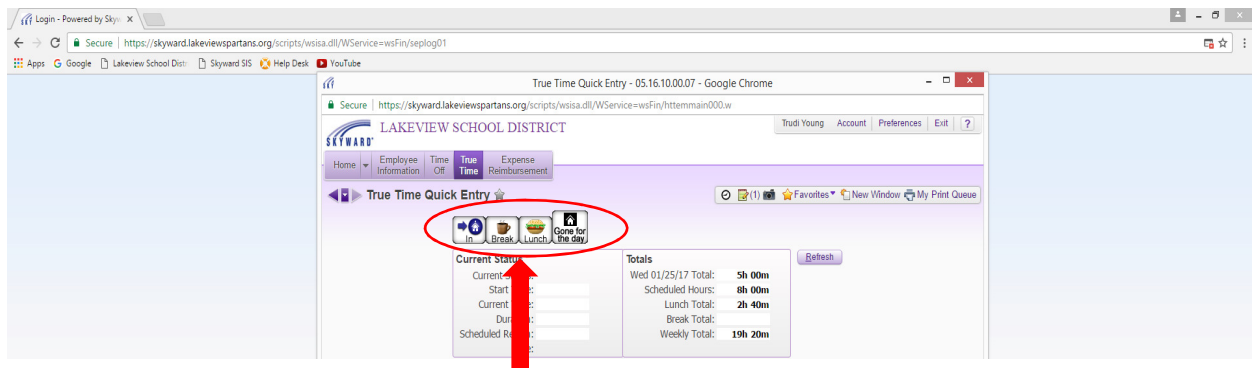 Login - Powered by Skyw
Secure | https://skyward.lakeviewspartans.org/scripts/wsisa.dll/WService=wsFin/seplog01
Apps Google Lakeview School Distr Skyward SIS Help Desk YouTube
True Time Quick Entry - 05.16.10.00.07 - Google Chrome
Secure | https://skyward.lakeviewspartans.org/scripts/wsisa.dll/WService=wsFin/httemmain000.w
SKYWARD LAKEVIEW SCHOOL DISTRICT Trudi Young Account Preferences Exit ?
Home Employee Information Time Off True Time Expense Reimbursement
True Time Quick Entry (1) Favorites New Window My Print Queue
In Break Lunch Gone for the day
Current Status Totals Refresh
Current Wed 01/25/17 Total: 5h 00m
Start Scheduled Hours: 8h 00m
Current Lunch Total: 2h 40m
Break Total:
Scheduled Weekly Total: 19h 20m